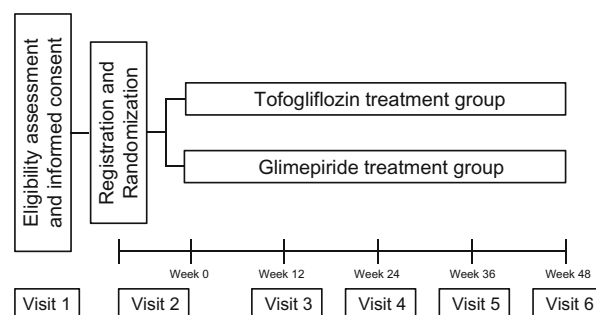 Eligibility assessment
and informed consent
Registration and
Randomization
Tofogliflozin treatment group
Glimepiride treatment group
Week 0
Week 12
Week 24
Week 36
Week 48
Visit 1
Visit 2
Visit 3
Visit 4
Visit 5
Visit 6